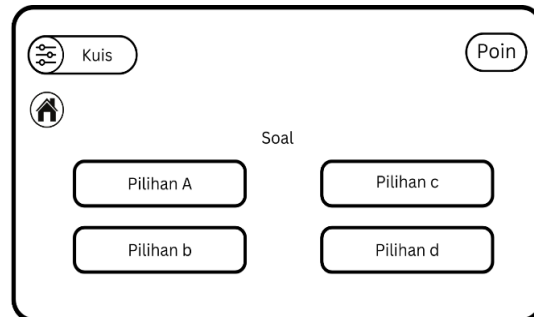 Kuis
Poin
Soal
Pilihan A
Pilihan c
Pilihan b
Pilihan d